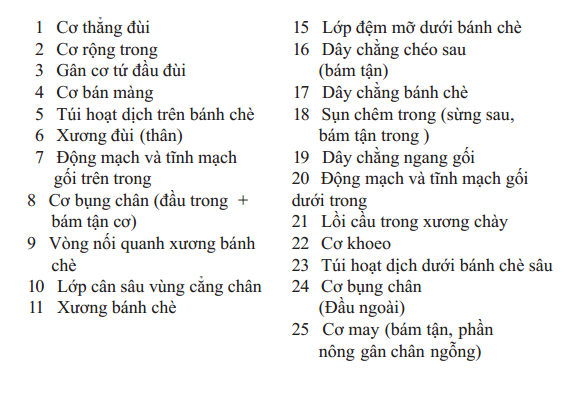 1 Cơ thẳng đùi
2 Cơ rộng trong
3 Gân cơ tứ đầu đùi
4 Cơ bán màng
5 Túi hoạt dịch trên bánh chè
6 Xương đùi (thân)
7 Động mạch và tĩnh mạch
gối trên trong
8 Cơ bụng chân (đầu trong +
bám tận cơ)
9 Vòng nối quanh xương bánh
chè
10 Lớp cân sâu vùng cẳng chân
11 Xương bánh chè
15 Lớp đệm mỡ dưới bánh chè
16 Dây chằng chéo sau
(bám tận)
17 Dây chằng bánh chè
18 Sụn chêm trong (sừng sau,
bám tận trong )
19 Dây chằng ngang gối
20 Động mạch và tĩnh mạch gối
dưới trong
21 Lồi cầu trong xương chày
22 Cơ khoeo
23 Túi hoạt dịch dưới bánh chè sâu
24 Cơ bụng chân
(Đầu ngoài)
25 Cơ may (bám tận, phần
nông gân chân ngỗng)